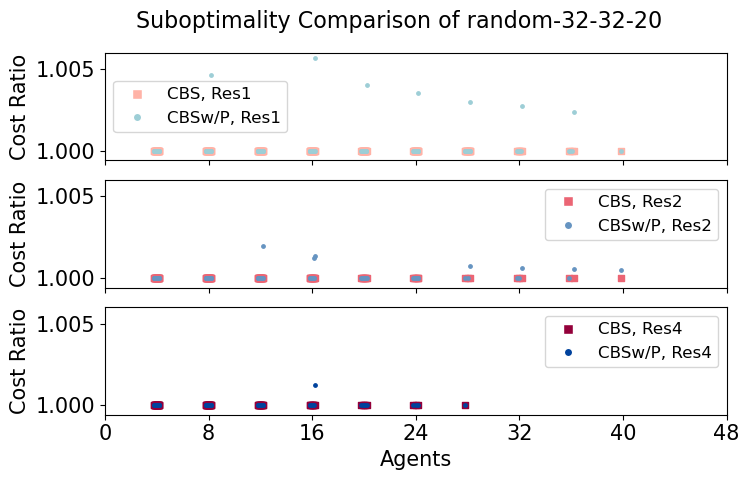 Suboptimality Comparison of random-32-32-20
Cost Ratio
1.005
1.000
CBS, Res1
CBSw/P, Res1
Cost Ratio
1.005
1.000
CBS, Res2
CBSw/P, Res2
Cost Ratio
1.005
1.000
CBS, Res4
CBSw/P, Res4
0 8 16 24 32 40 48
Agents